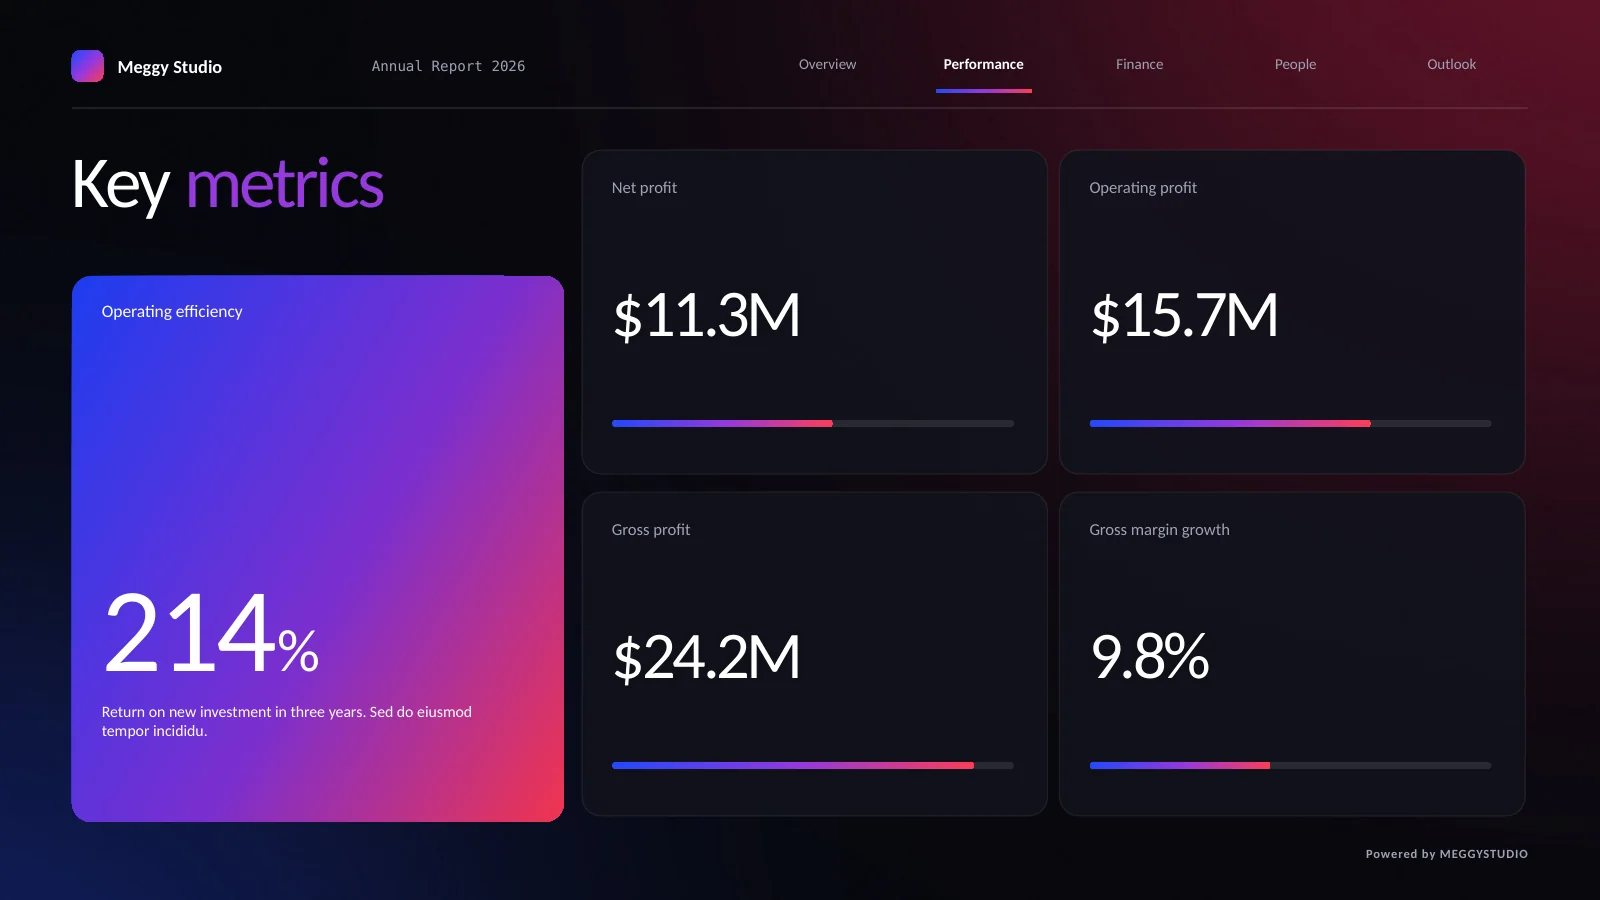 Meggy Studio
Annual Report 2026
Overview
Performance
Finance
People
Outlook
Key metrics
Operating efficiency
214%
Return on new investment in three years. Sed do eiusmod
tempor incididu.
Net profit
$11.3M
Operating profit
$15.7M
Gross profit
$24.2M
Gross margin growth
9.8%
Powered by MEGGYSTUDIO